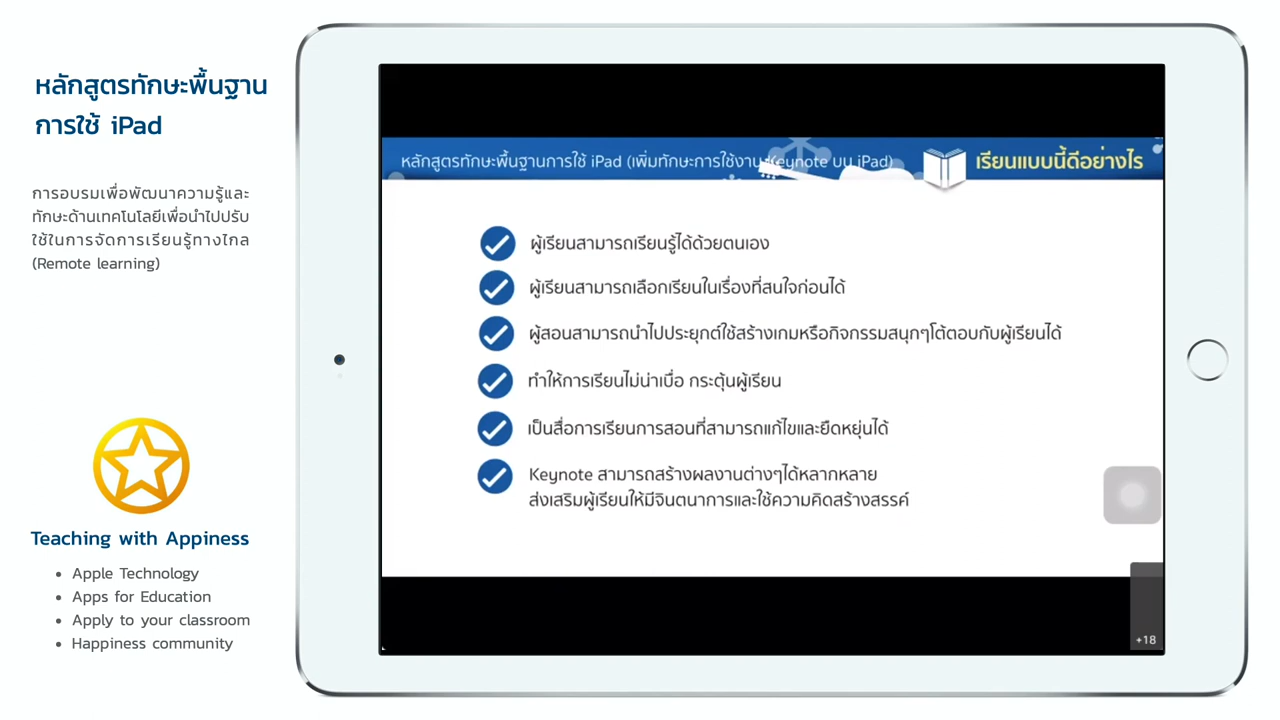 หลักสูตรทักษะพื้นฐาน
การใช้ iPad
การอบรมเพื่อพัฒนาความรู้และ
ทักษะด้านเทคโนโลยีเพื่อนำไปปรับ
ใช้ในการจัดการเรียนรู้ทางไกล
(Remote learning)
Teaching with Appiness
• Apple Technology
• Apps for Education
• Apply to your classroom
• Happiness community
หลักสูตรทักษะพื้นฐานการใช้ iPad (เพิ่มทักษะการใช้งาน Keynote บน iPad)
เรียนแบบนี้ดีอย่างไร
ผู้เรียนสามารถเรียนรู้ได้ด้วยตนเอง
ผู้เรียนสามารถเลือกเรียนในเรื่องที่สนใจก่อนได้
ผู้สอนสามารถนำไปประยุกต์ใช้สร้างเกมหรือกิจกรรมสนุกๆโต้ตอบกับผู้เรียนได้
ทำให้การเรียนไม่น่าเบื่อ กระตุ้นผู้เรียน
เป็นสื่อการเรียนการสอนที่สามารถแก้ไขและยืดหยุ่นได้
Keynote สามารถสร้างผลงานต่างๆได้หลากหลาย
ส่งเสริมผู้เรียนให้มีจินตนาการและใช้ความคิดสร้างสรรค์
+18